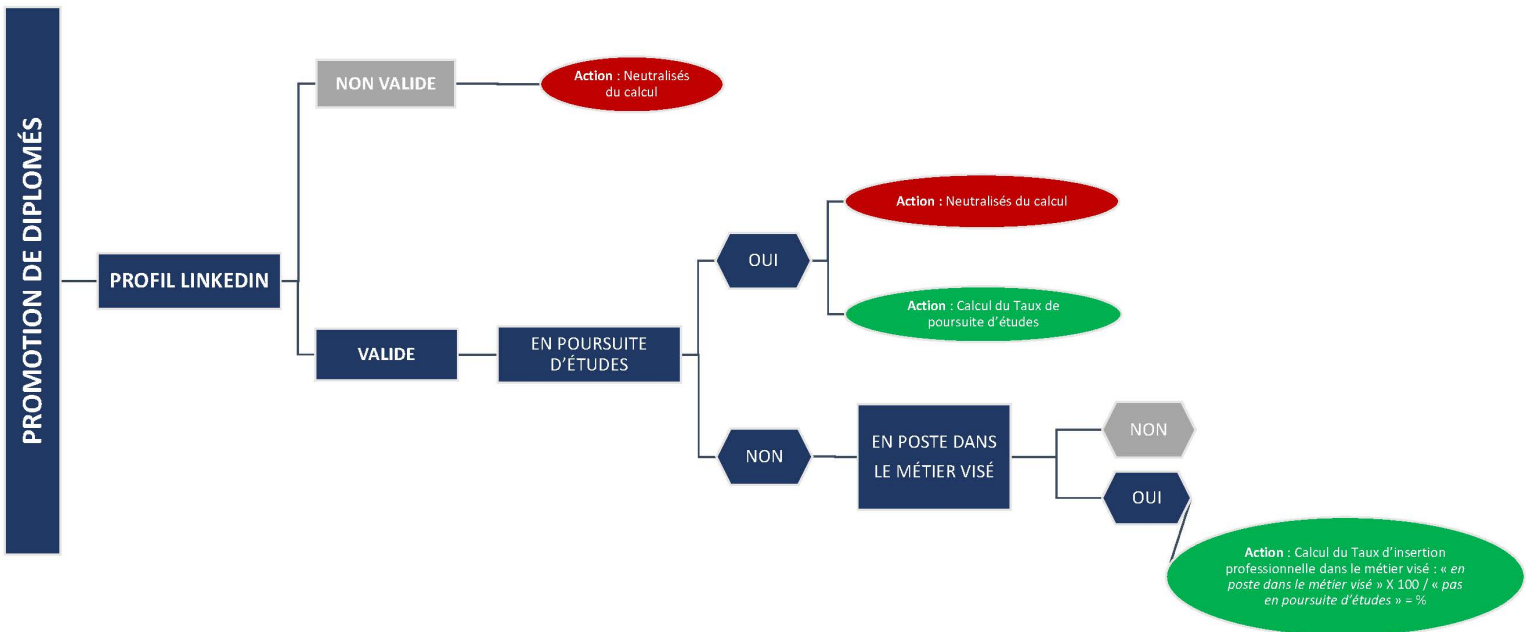 PROMOTION DE DIPLOMÉS
PROFIL LINKEDIN
NON VALIDE
Action : Neutralisés
du calcul
VALIDE
EN POURSUITE
D’ÉTUDES
OUI
Action : Neutralisés du calcul
Action : Calcul du Taux de
poursuite d’études
NON
EN POSTE DANS
LE MÉTIER VISÉ
NON
OUI
Action : Calcul du Taux d’insertion
professionnelle dans le métier visé : « en
poste dans le métier visé » X 100 / « pas
en poursuite d’études » = %